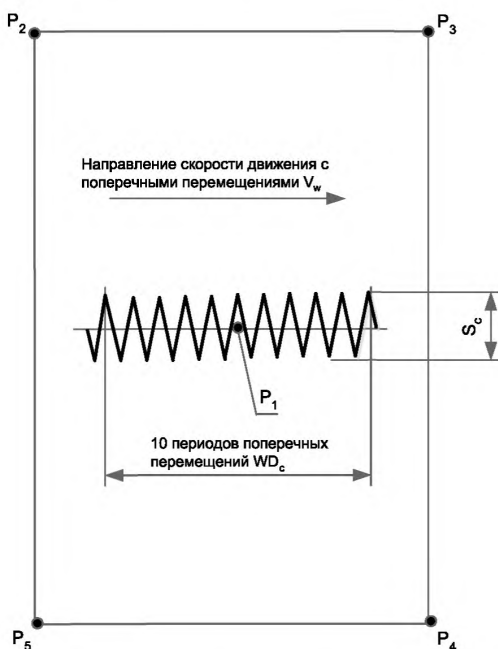 P2
P3
Направление скорости движения с
поперечными перемещениями Vw
Sc
P1
10 периодов поперечных
перемещений WDc
P5
P4